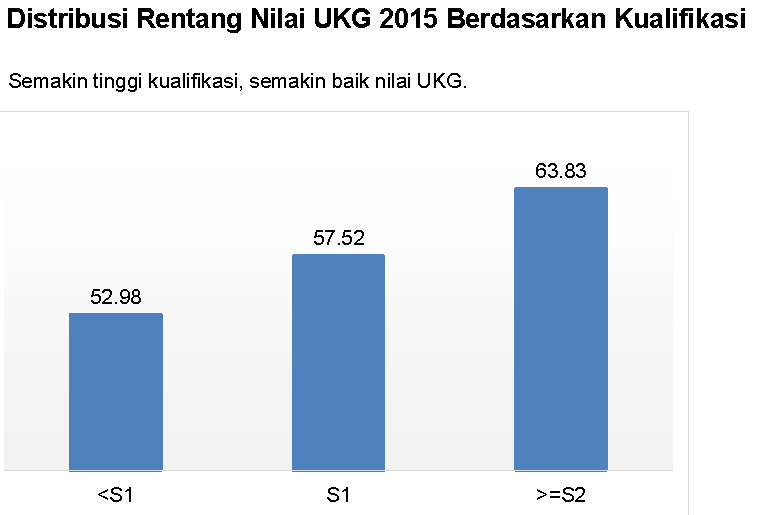 Distribusi Rentang Nilai UKG 2015 Berdasarkan Kualifikasi
Semakin tinggi kualifikasi, semakin baik nilai UKG.
63.83
57.52
52.98
<S1
S1
>=S2